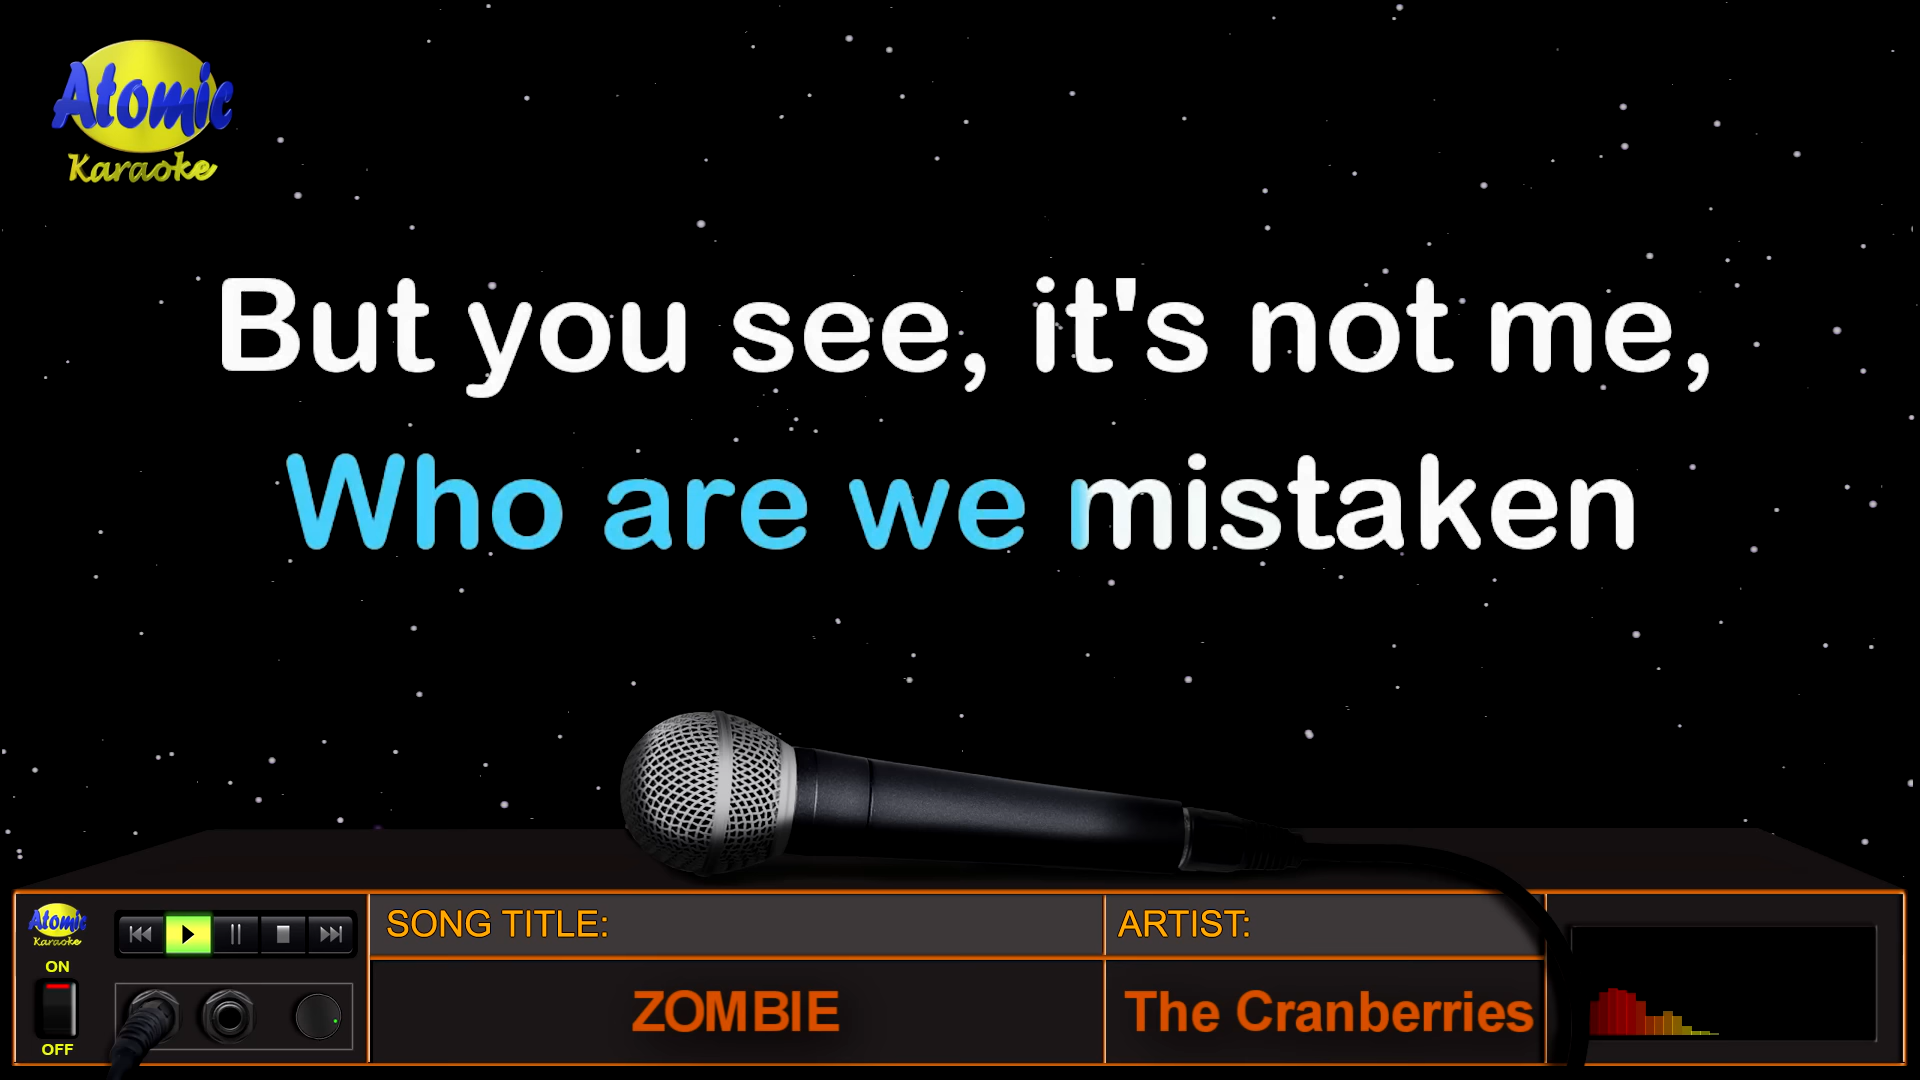 Atomic
Karaoke
But you see, it's not me,
Who are we mistaken
Atomic
Karaoke
ON
OFF
SONG TITLE:
ZOMBIE
ARTIST:
The Cranberries